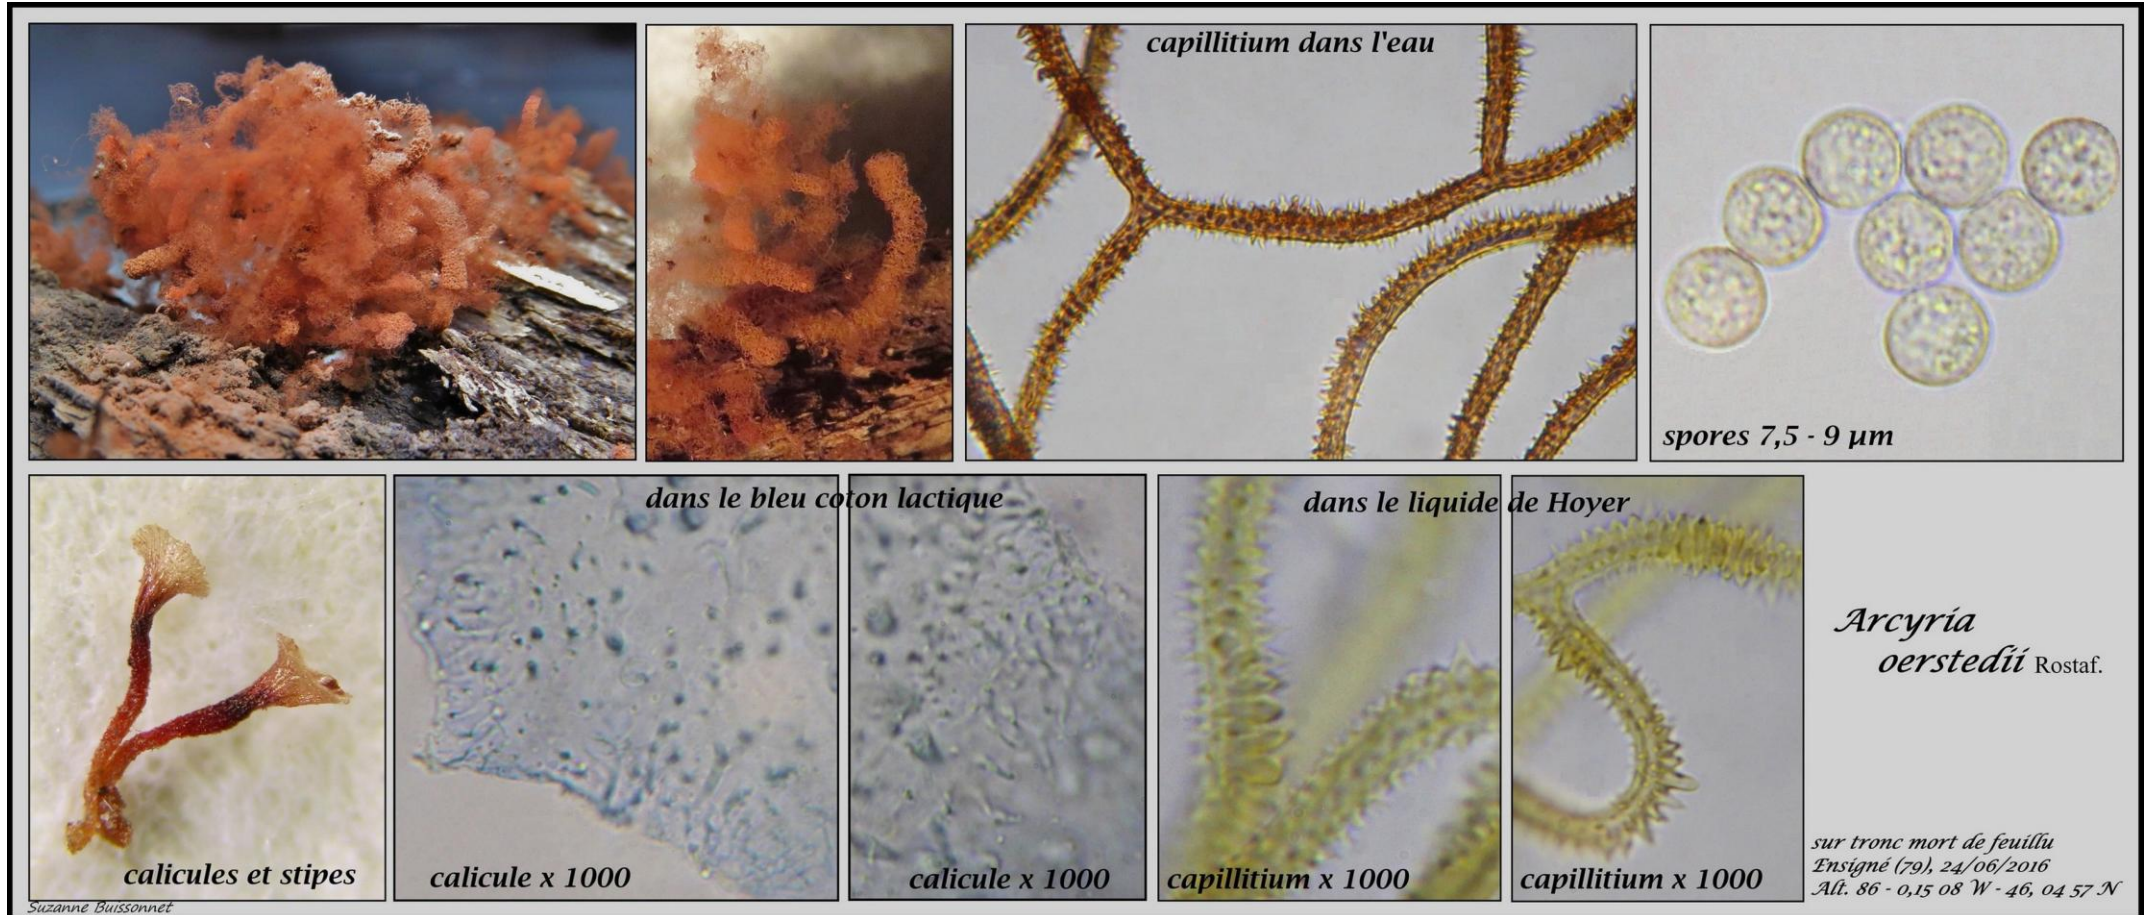 capillitium dans l'eau
spores 7,5 - 9 µm
dans le bleu coton lactique
dans le liquide de Hoyer
calicules et stipes
calicule x 1000
calicule x 1000
capillitium x 1000
capillitium x 1000
Arcyria
oerstedii Rostaf.
sur tronc mort de feuillu
Ensigné (79), 24/06/2016
Alt. 86 - 0,15 08 W - 46, 04 57 N
Suzanne Buissonnet